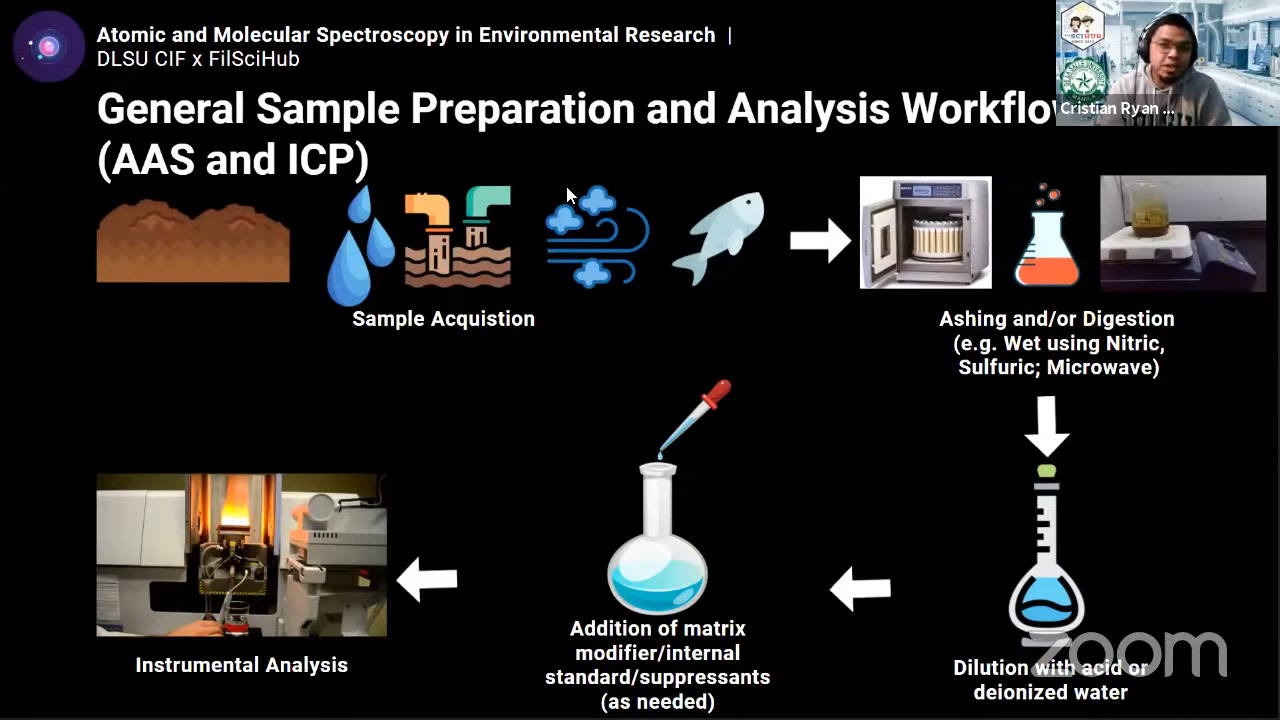 Atomic and Molecular Spectroscopy in Environmental Research |
DLSU CIF x FilSciHub
General Sample Preparation and Analysis Workflo
(AAS and ICP)
Cristian Ryan ...
Sample Acquistion
Ashing and/or Digestion
(e.g. Wet using Nitric,
Sulfuric; Microwave)
Instrumental Analysis
Addition of matrix
modifier/internal
standard/suppressants
(as needed)
Dilution with acid or
deionized water
zoom